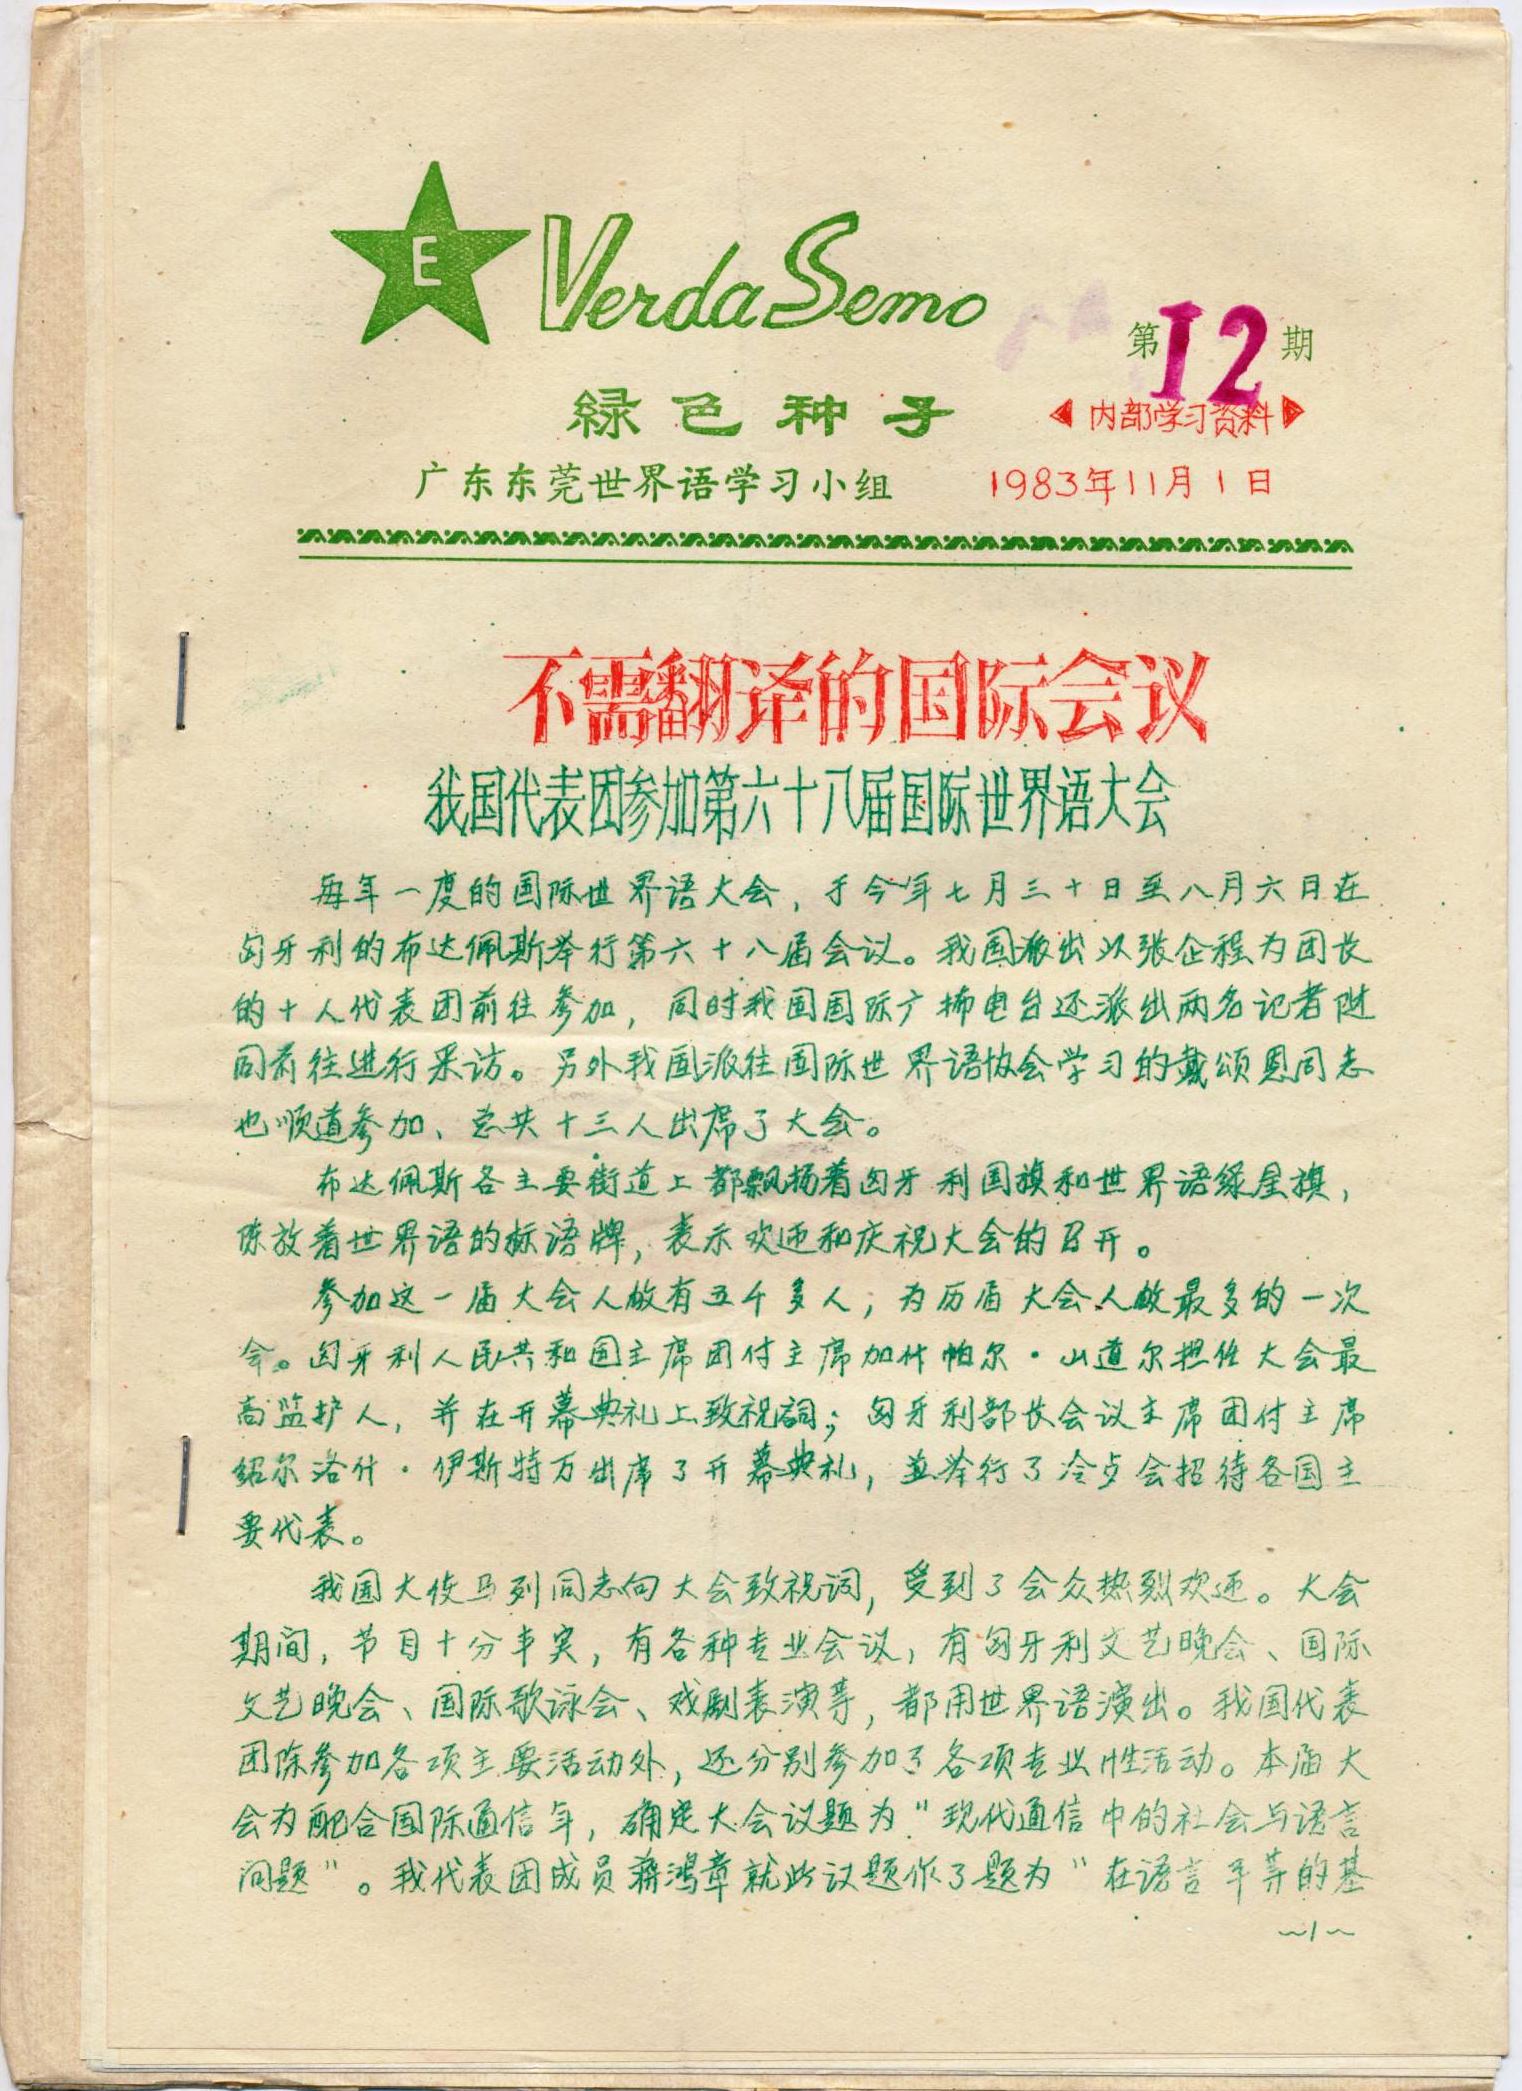 E
Verda Semo
第12期
緑色种子
◀内部学习资料▶
广东东莞世界语学习小组
1983年11月1日
不需翻译的国际会议
我国代表团参加第六十八届国际世界语大会
每年一度的国际世界语大会，于今年七月三十日至八月六日在
匈牙利的布达佩斯举行第六十八届会议。我国派出以张企程为团长
的十人代表团前往参加，同时我国国际广播电台还派出两名记者随
同前往进行采访。另外我国派往国际世界语协会学习的戴颂恩同志
也顺道参加、总共十三人出席了大会。
布达佩斯各主要街道上都飘扬着匈牙利国旗和世界语绿星旗，
陈放着世界语的标语牌，表示欢迎和庆祝大会的召开。
参加这一届大会人数有五千多人，为历届大会人数最多的一次
会。匈牙利人民共和国主席团付主席加什帕尔·山道尔担任大会最
高监护人，并在开幕典礼上致祝词；匈牙利部长会议主席团付主席
绍尔洛什·伊斯特万出席了开幕典礼，並举行了冷歺会招待各国主
要代表。
我国大使马列同志向大会致祝词，受到了会众热烈欢迎。大会
期间，节目十分丰实，有各种专业会议，有匈牙利文艺晚会、国际
文艺晚会、国际歌咏会、戏剧表演等，都用世界语演出。我国代表
团除参加各项主要活动外，还分别参加了各项专业性活动。本届大
会为配合国际通信年，确定大会议题为“现代通信中的社会与语言
问题”。我代表团成员蒋鸿章就此议题作了题为“在语言平等的基
~1~